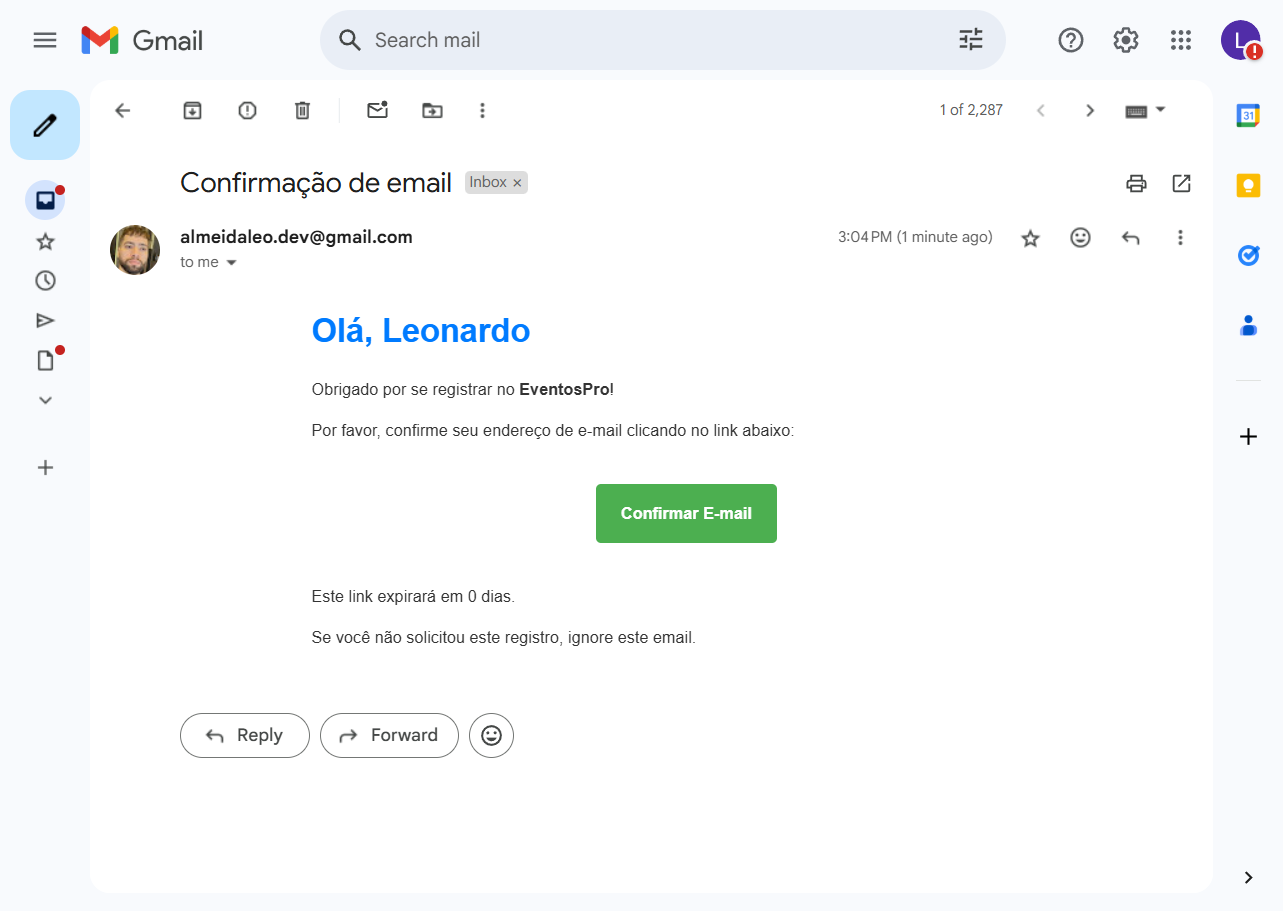 Gmail
Search mail
L
1 of 2,287
31
Confirmação de email Inbox ×
almeidaleo.dev@gmail.com
3:04 PM (1 minute ago)
to me
Olá, Leonardo
Obrigado por se registrar no EventosPro!
Por favor, confirme seu endereço de e-mail clicando no link abaixo:
Confirmar E-mail
Este link expirará em 0 dias.
Se você não solicitou este registro, ignore este email.
Reply
Forward